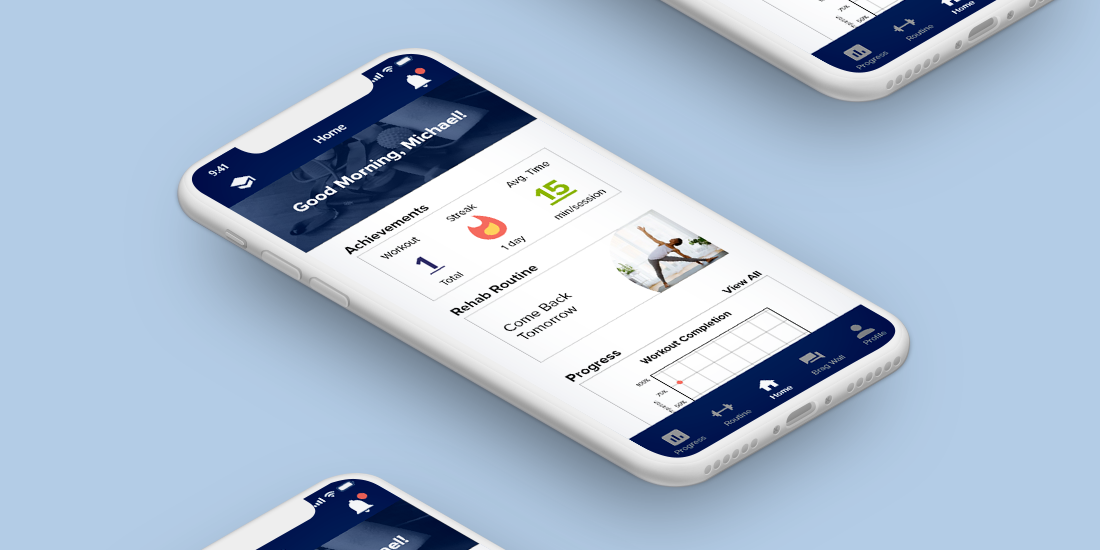 Progress
Routine
Home
9:41
Home
Good Morning, Michael!
Achievements
Workout
1
Total
Streak
1 day
Avg. Time
15
min/session
Rehab Routine
Come Back
Tomorrow
Progress
View All
Workout Completion
100%
75%
50%
Progress
Routine
Home
Brag Wall
Profile